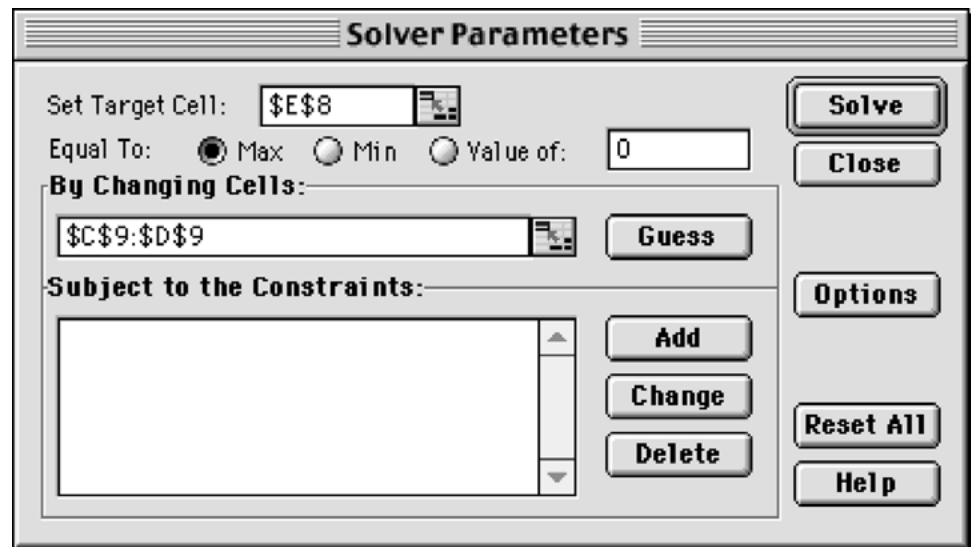 Solver Parameters
Set Target Cell: $E$8
Solve
Equal To: Max Min Value of: 0
Close
By Changing Cells:
$C$9:$D$9
Guess
Subject to the Constraints:
Options
Add
Change
Reset All
Delete
Help